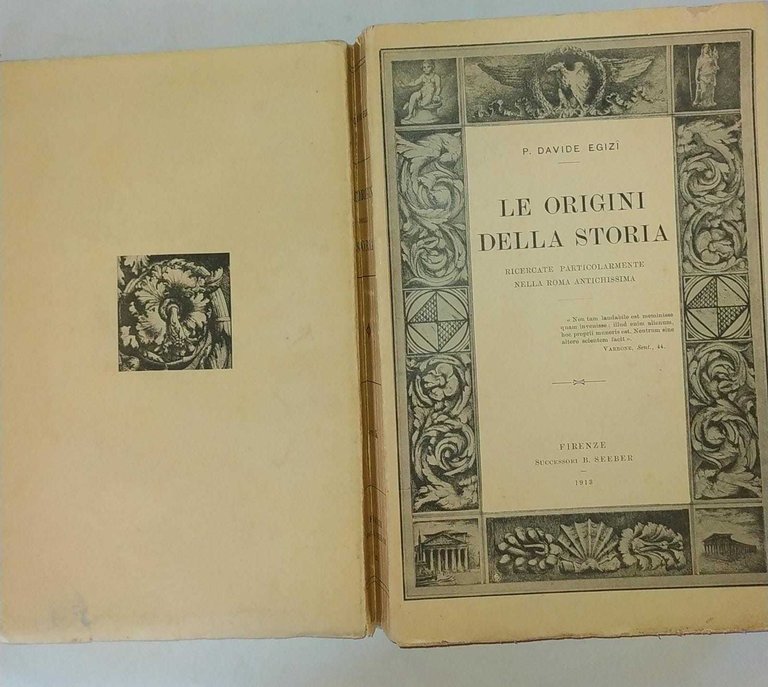 P. DAVIDE EGIZÎ
LE ORIGINI
DELLA STORIA
RICERCATE PARTICOLARMENTE
NELLA ROMA ANTICHISSIMA
« Non tam laudabile est meminisse
quam invenisse: illud enim alienum,
hoc proprii muneris est. Neutrum sine
altero scientem facit ».
VARRONE, Sent., 44.
FIRENZE
SUCCESSORI B. SEEBER
1913